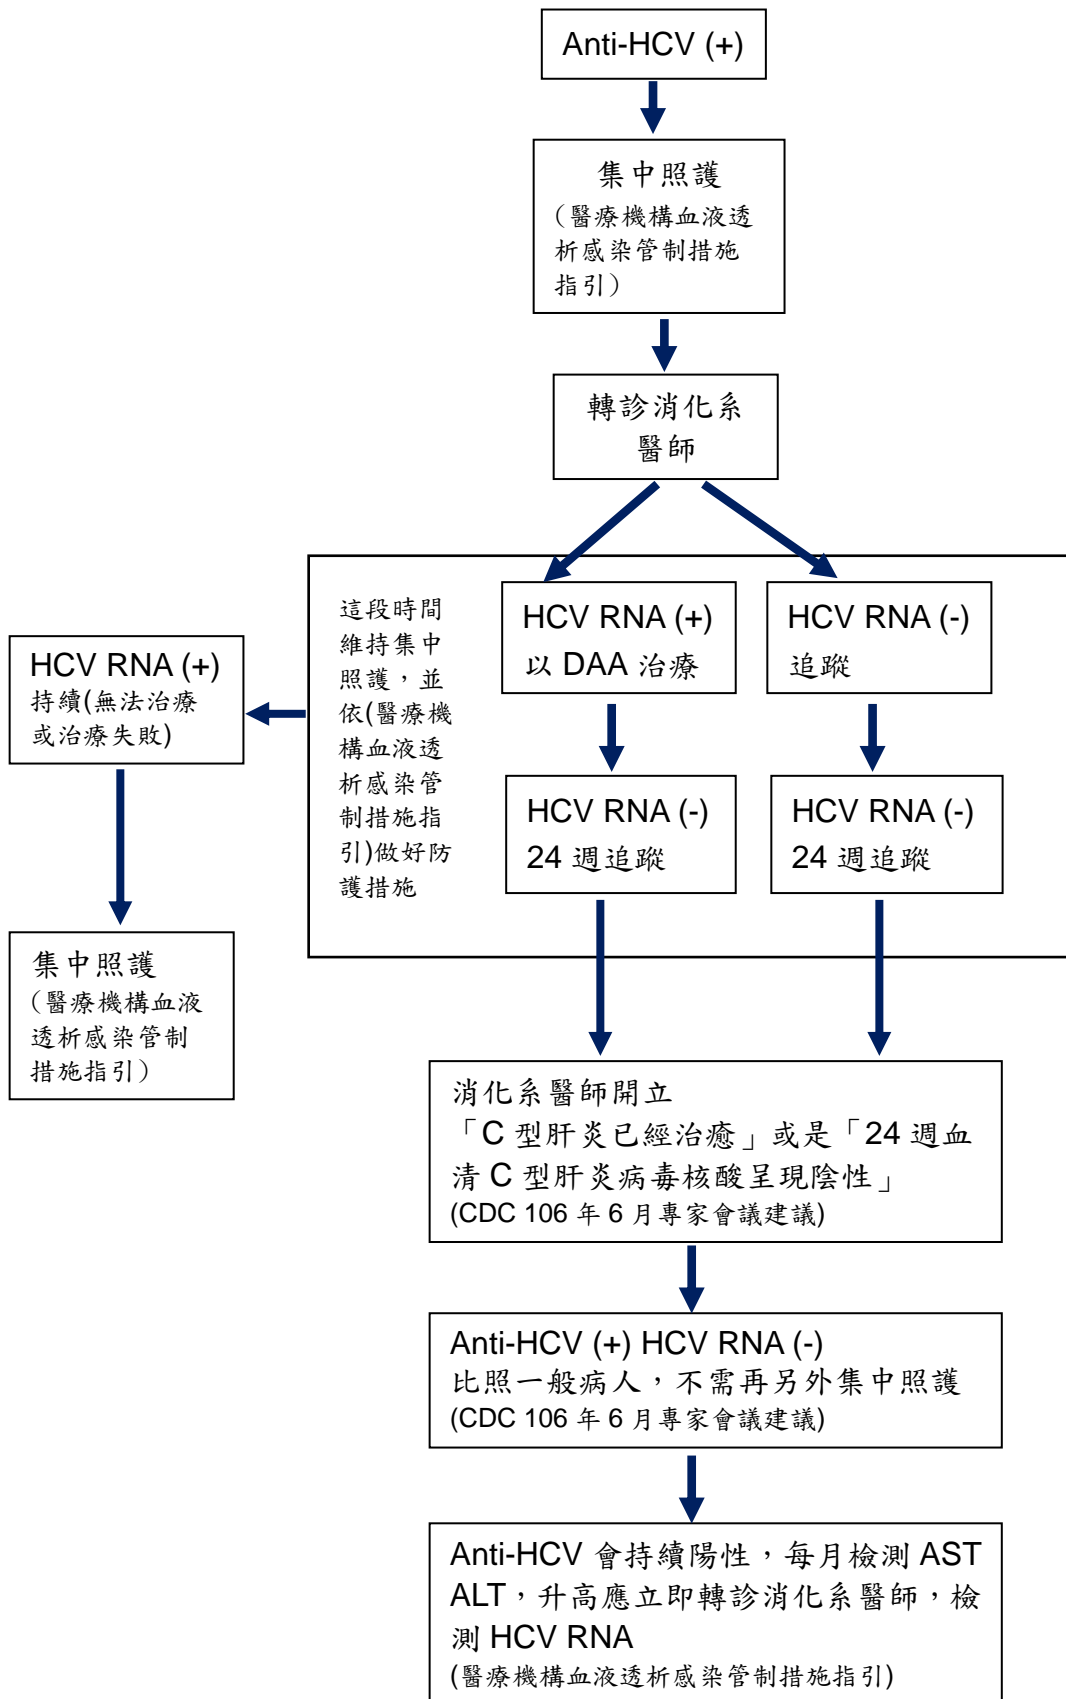 Anti-HCV (+)
集中照護
（醫療機構血液透
析感染管制措施
指引）
轉診消化系
醫師
這段時間
維持集中
照護，並
依(醫療機
構血液透
析感染管
制措施指
引)做好防
護措施
HCV RNA (+)
以 DAA 治療
HCV RNA (-)
追蹤
HCV RNA (-)
24 週追蹤
HCV RNA (-)
24 週追蹤
HCV RNA (+)
持續(無法治療
或治療失敗)
集中照護
（醫療機構血液
透析感染管制
措施指引）
消化系醫師開立
「C 型肝炎已經治癒」或是「24 週血
清 C 型肝炎病毒核酸呈現陰性」
(CDC 106 年 6 月專家會議建議)
Anti-HCV (+) HCV RNA (-)
比照一般病人，不需再另外集中照護
(CDC 106 年 6 月專家會議建議)
Anti-HCV 會持續陽性，每月檢測 AST
ALT，升高應立即轉診消化系醫師，檢
測 HCV RNA
(醫療機構血液透析感染管制措施指引)